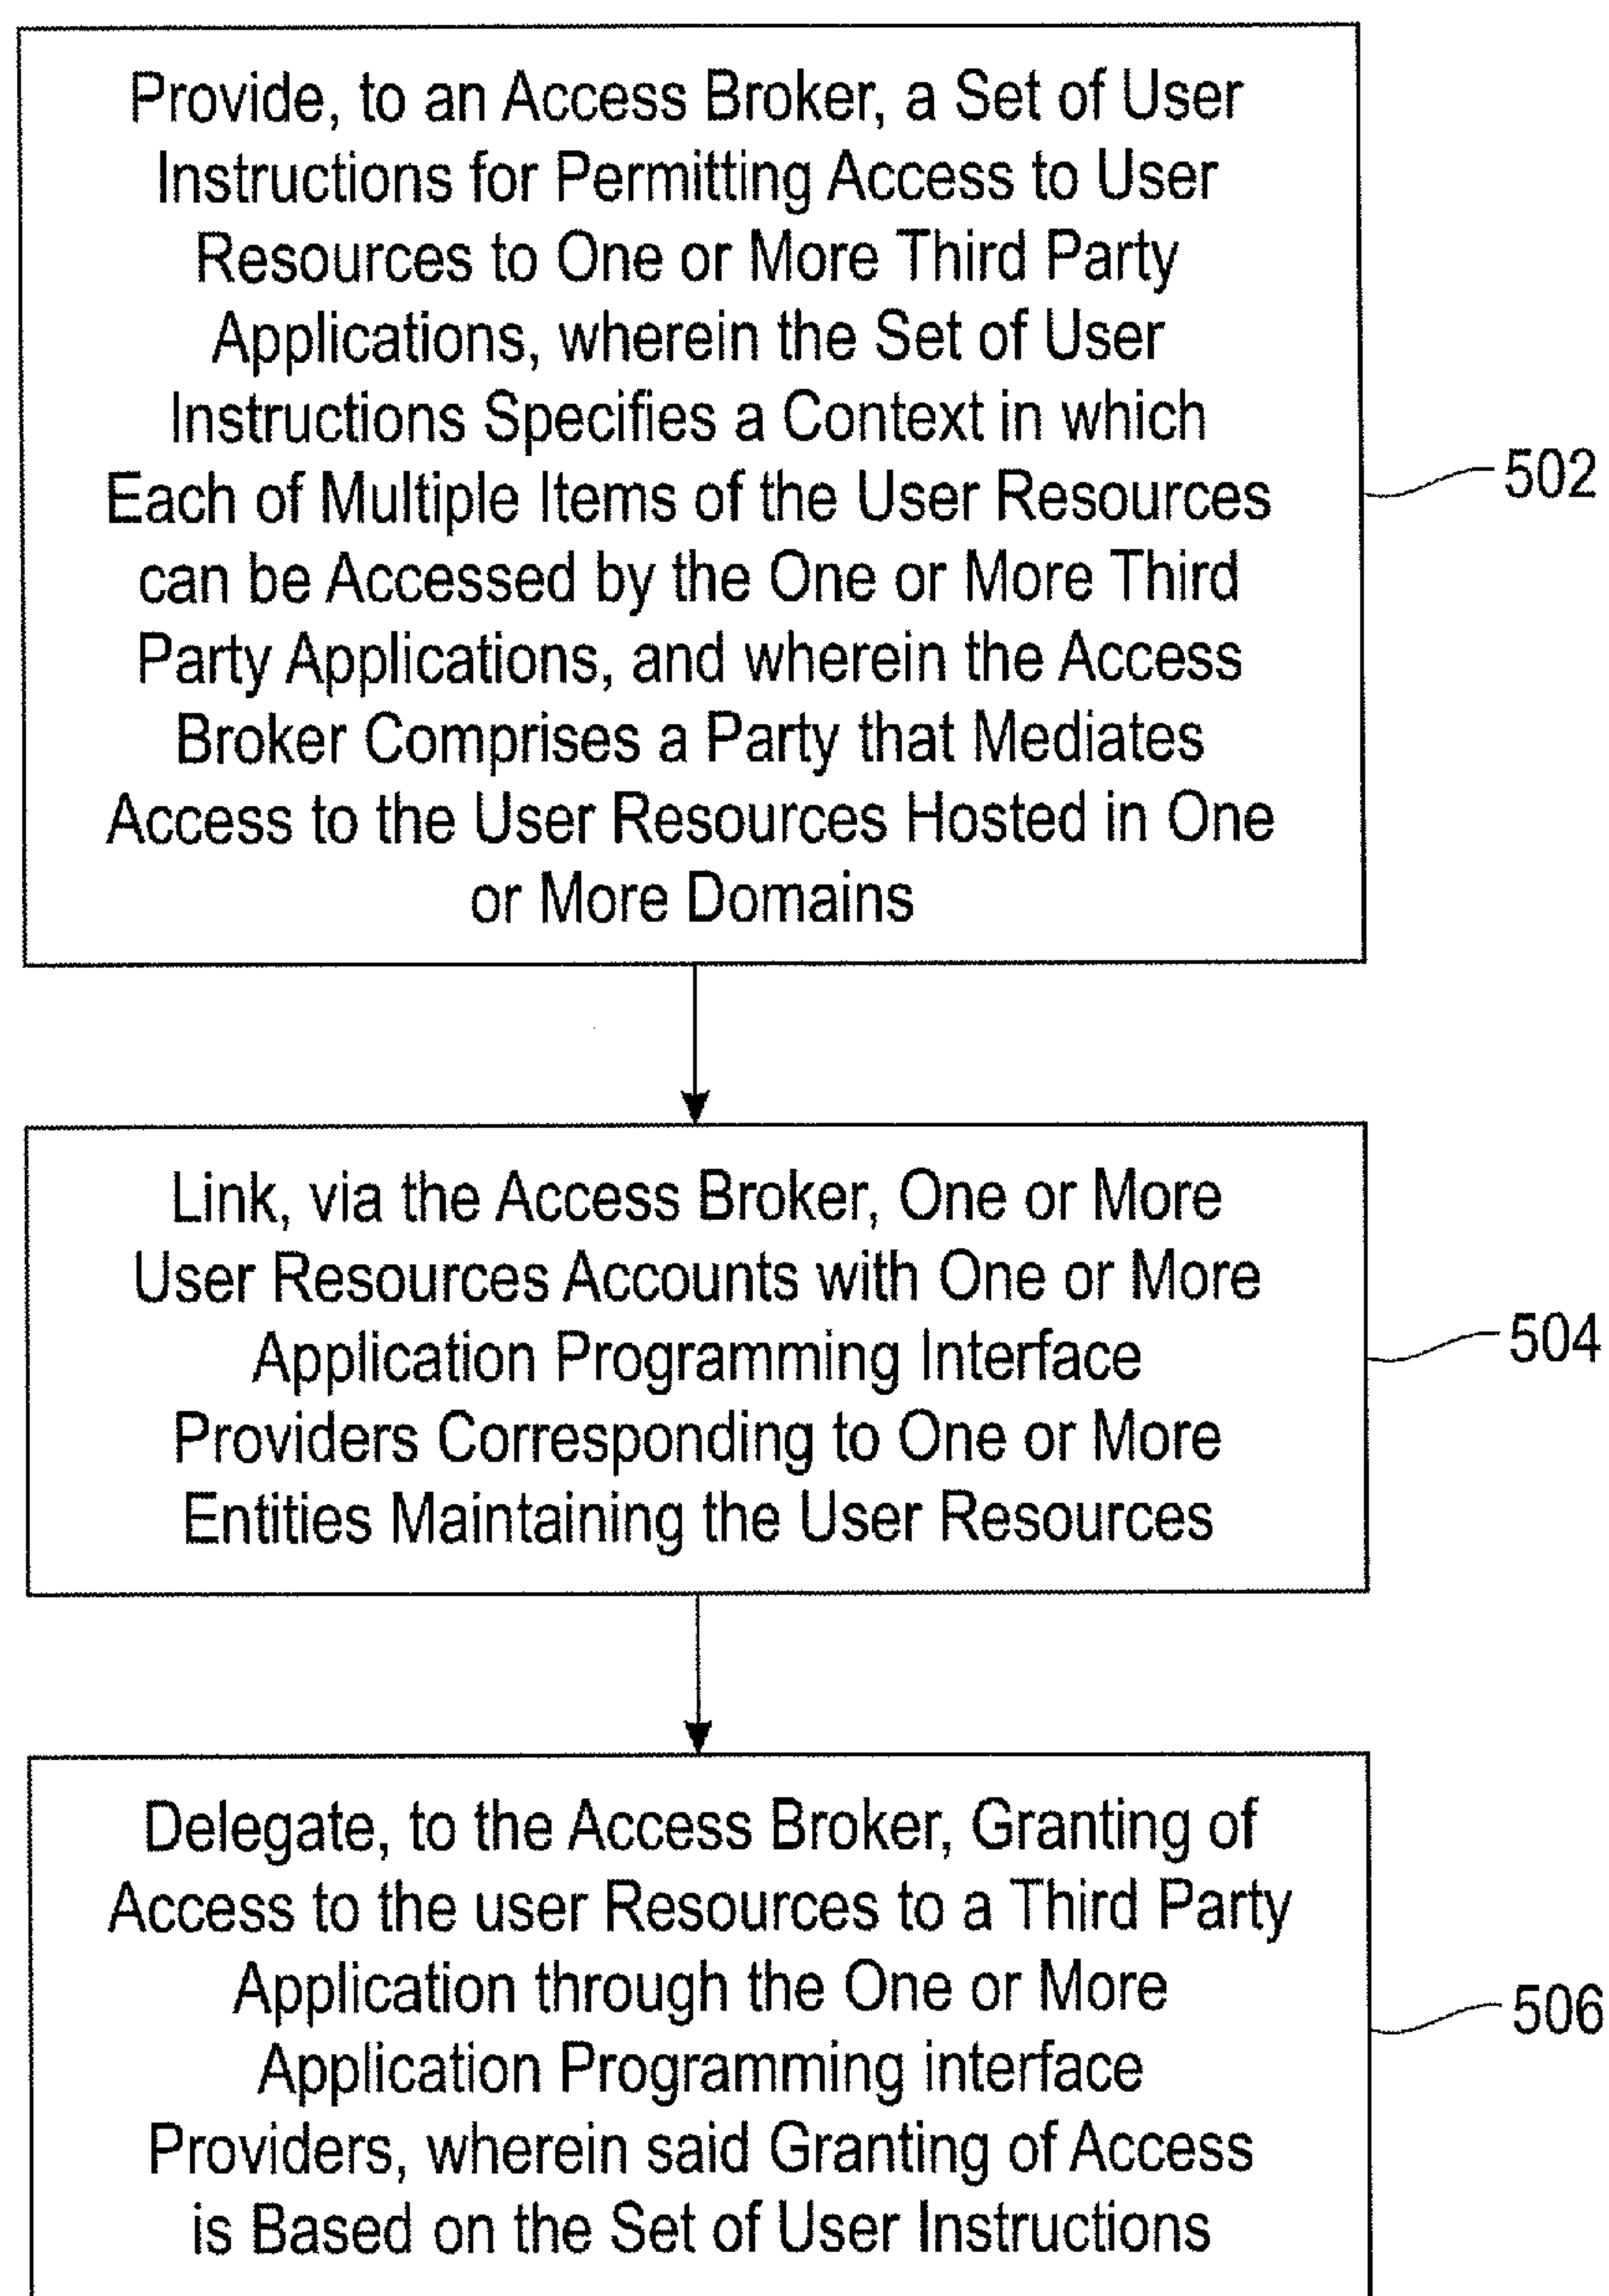 Provide, to an Access Broker, a Set of User
Instructions for Permitting Access to User
Resources to One or More Third Party
Applications, wherein the Set of User
Instructions Specifies a Context in which
Each of Multiple Items of the User Resources
can be Accessed by the One or More Third
Party Applications, and wherein the Access
Broker Comprises a Party that Mediates
Access to the User Resources Hosted in One
or More Domains
502
Link, via the Access Broker, One or More
User Resources Accounts with One or More
Application Programming Interface
Providers Corresponding to One or More
Entities Maintaining the User Resources
504
Delegate, to the Access Broker, Granting of
Access to the user Resources to a Third Party
Application through the One or More
Application Programming interface
Providers, wherein said Granting of Access
is Based on the Set of User Instructions
506